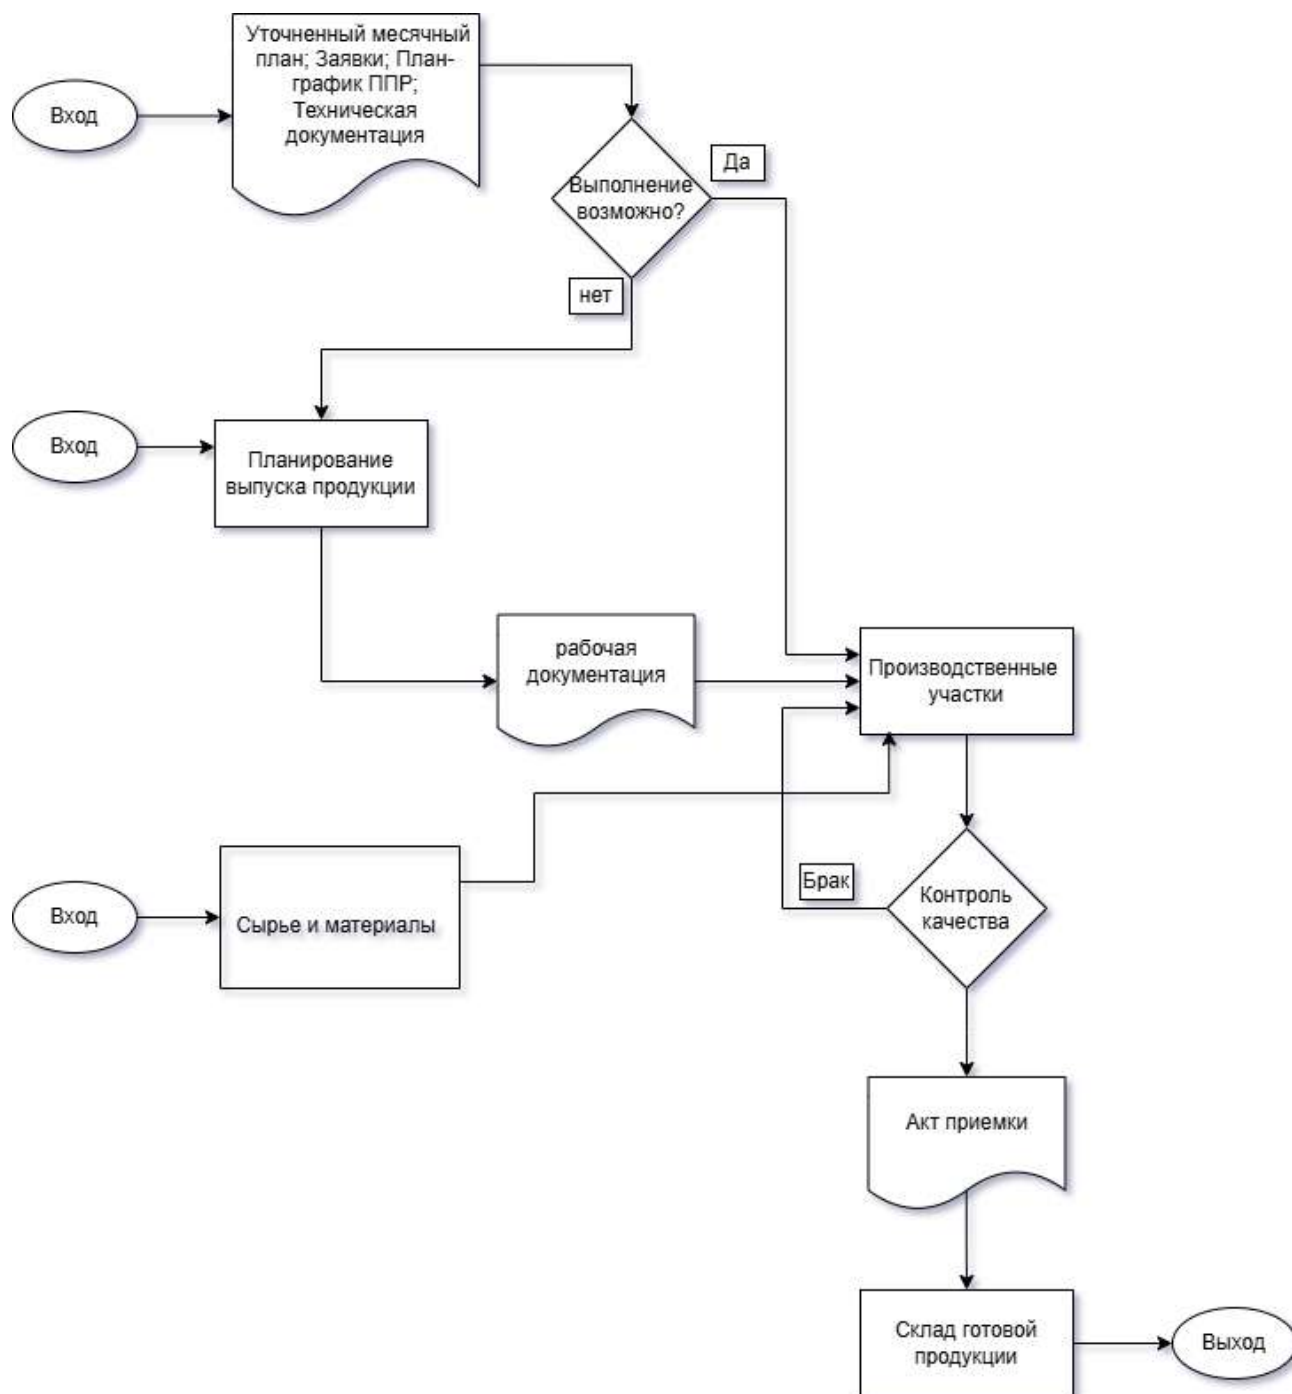 Уточненный месячный
план; Заявки; План-
график ППР;
Техническая
документация
Вход
Да
Выполнение
возможно?
нет
Вход
Планирование
выпуска продукции
рабочая
документация
Производственные
участки
Брак
Контроль
качества
Вход
Сырье и материалы
Акт приемки
Склад готовой
продукции
Выход